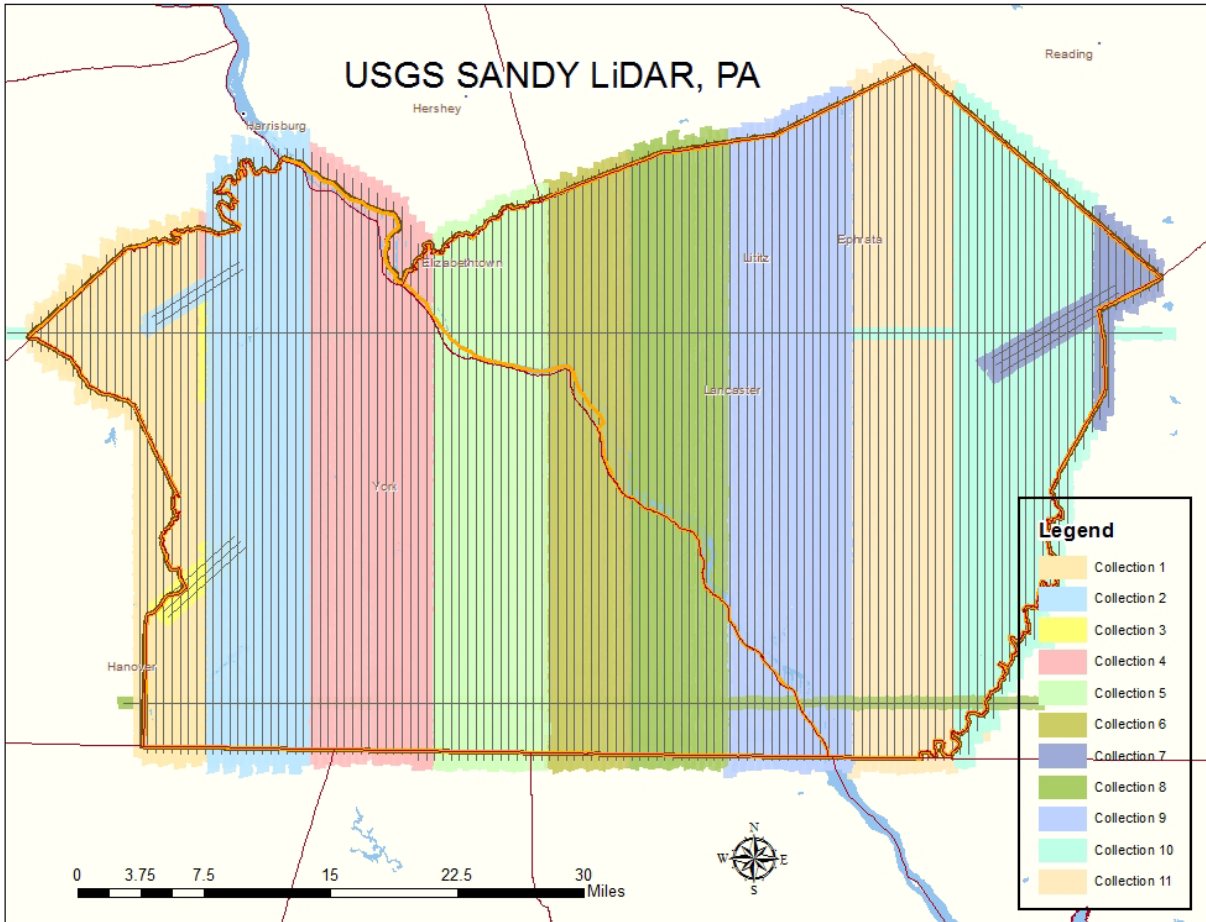 USGS SANDY LiDAR, PA
Reading
Hershey
Harrisburg
Ephrata
Lititz
Elizabethtown
Lancaster
York
Hanover
Legend
Collection 1
Collection 2
Collection 3
Collection 4
Collection 5
Collection 6
Collection 7
Collection 8
Collection 9
Collection 10
Collection 11
N
W E
S
0 3.75 7.5 15 22.5 30
Miles